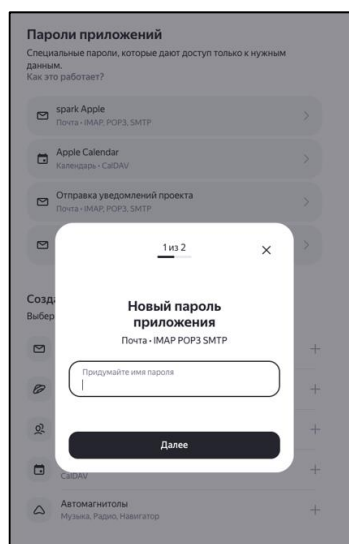 Пароли приложений
Специальные пароли, которые дают доступ только к нужным
данным.
Как это работает?
spark Apple
Почта • IMAP, POP3, SMTP
Apple Calendar
Календарь • CalDAV
Отправка уведомлений проекта
Почта • IMAP, POP3, SMTP
1 из 2
Новый пароль
приложения
Почта • IMAP POP3 SMTP
Придумайте имя пароля
Далее
Созд
Выбер
CalDAV
Автомагнитолы
Музыка, Радио, Навигатор